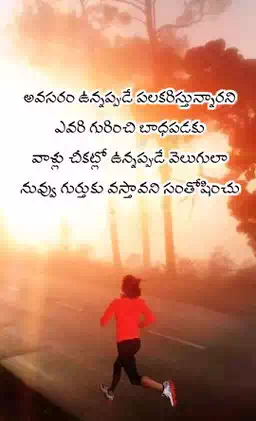 అవసరం ఉన్నప్పుడే పలకరిస్తున్నారని
ఎవరి గురించి బాధపడకు
వాళ్లు చీకట్లో ఉన్నప్పుడే వెలుగులా
నువ్వు గుర్తుకు వస్తావని సంతోషించు